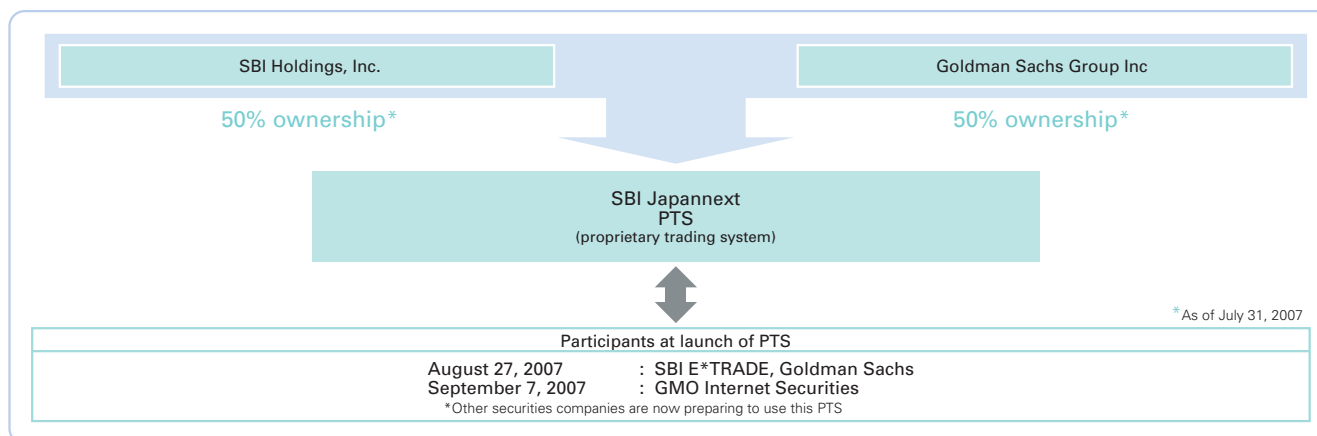 SBI Holdings, Inc.
Goldman Sachs Group Inc
50% ownership*
50% ownership*
SBI Japannext
PTS
(proprietary trading system)
*As of July 31, 2007
Participants at launch of PTS
August 27, 2007 : SBI E*TRADE, Goldman Sachs
September 7, 2007 : GMO Internet Securities
*Other securities companies are now preparing to use this PTS